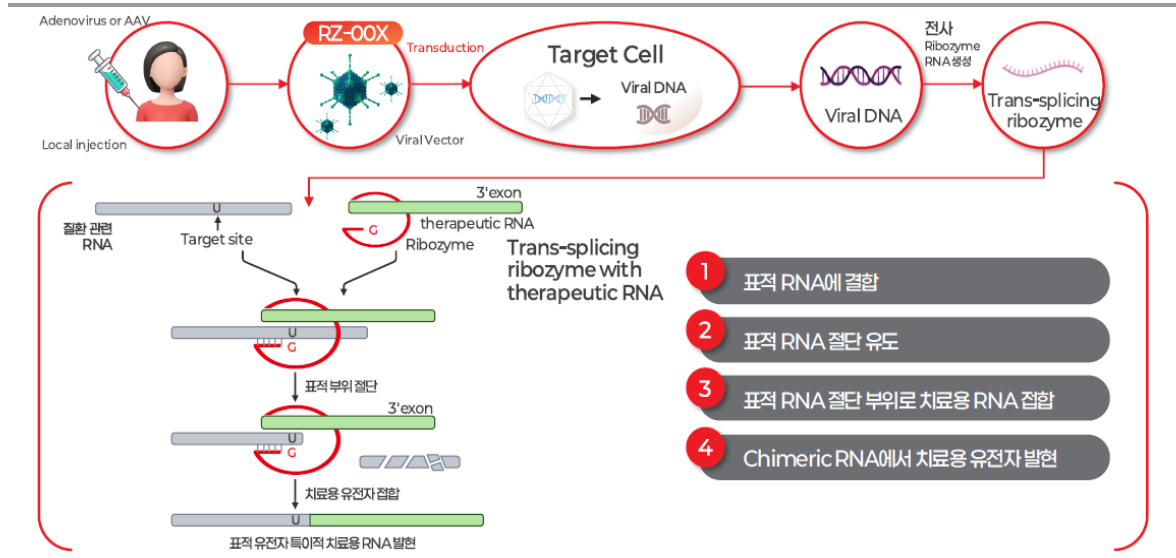 Adenovirus or AAV
Local injection
RZ-00X
Viral Vector
Transduction
Target Cell
Viral DNA
Viral DNA
전사
Ribozyme
RNA 생성
Trans-splicing
ribozyme
U
질환 관련
RNA
Target site
3'exon
therapeutic RNA
G
Ribozyme
Trans-splicing
ribozyme with
therapeutic RNA
U
G
표적 부위 절단
3'exon
U
G
치료용 유전자 접합
U
표적 유전자 특이적 치료용 RNA 발현
1 표적 RNA에 결합
2 표적 RNA 절단 유도
3 표적 RNA 절단 부위로 치료용 RNA 접합
4 Chimeric RNA에서 치료용 유전자 발현